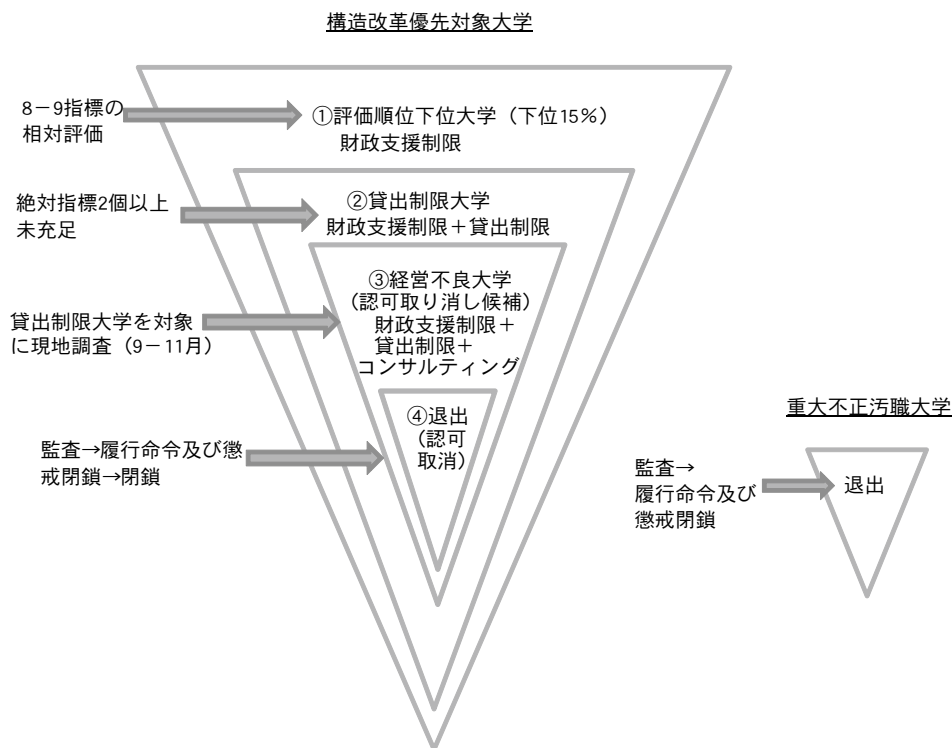 構造改革優先対象大学
8－9指標の
相対評価
①評価順位下位大学（下位15％）
財政支援制限
絶対指標2個以上
未充足
②貸出制限大学
財政支援制限＋貸出制限
貸出制限大学を対象
に現地調査（9－11月）
③経営不良大学
（認可取り消し候補）
財政支援制限＋
貸出制限＋
コンサルティング
監査→履行命令及び懲
戒閉鎖→閉鎖
④退出
（認可
取消）
重大不正汚職大学
監査→
履行命令及び
懲戒閉鎖
退出